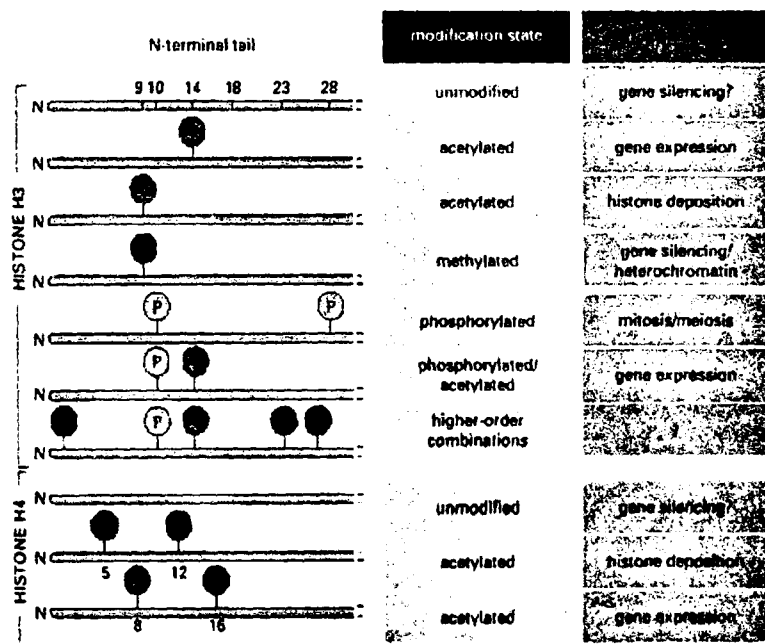 N-terminal tail
modification state
9 10 14 18 23 28
N
unmodified
gene silencing?
N
acetylated
gene expression
N
acetylated
histone deposition
N
methylated
gene silencing/
heterochromatin
P P
N
phosphorylated
mitosis/meiosis
P
N
phosphorylated/
acetylated
gene expression
P
N
higher-order
combinations
?
HISTONE H3
N
unmodified
gene silencing?
N
5 12
acetylated
histone deposition
N
8 16
acetylated
gene expression
HISTONE H4